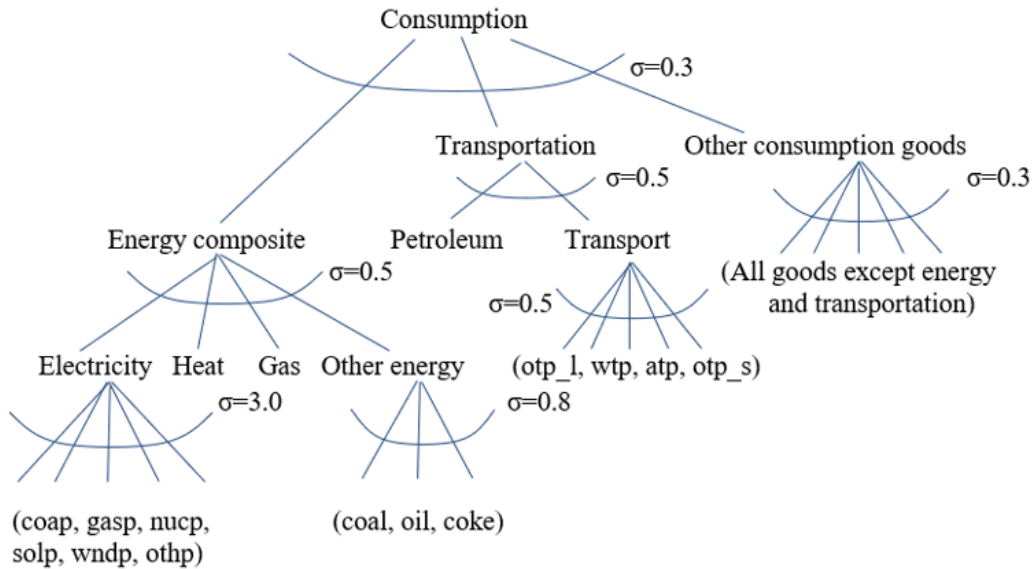 Consumption
σ=0.3
Transportation
Other consumption goods
σ=0.5
σ=0.3
Energy composite
Petroleum
Transport
σ=0.5
(All goods except energy
and transportation)
σ=0.5
Electricity
Heat
Gas
Other energy
(otp_l, wtp, atp, otp_s)
σ=3.0
σ=0.8
(coap, gasp, nucp,
solp, wndp, othp)
(coal, oil, coke)